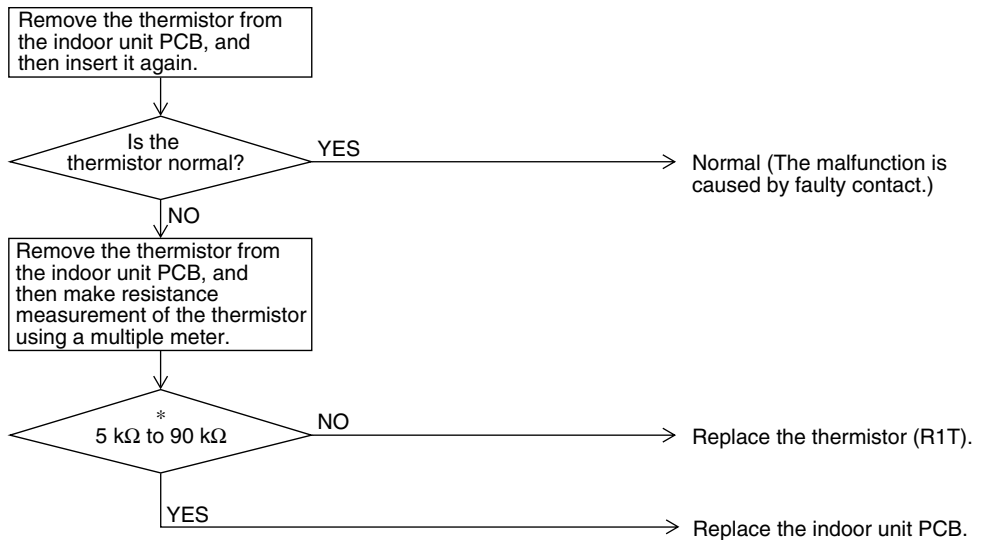 Remove the thermistor from
the indoor unit PCB, and
then insert it again.
Is the
thermistor normal?
YES
Normal (The malfunction is
caused by faulty contact.)
NO
Remove the thermistor from
the indoor unit PCB, and
then make resistance
measurement of the thermistor
using a multiple meter.
*
5 kΩ to 90 kΩ
NO
Replace the thermistor (R1T).
YES
Replace the indoor unit PCB.